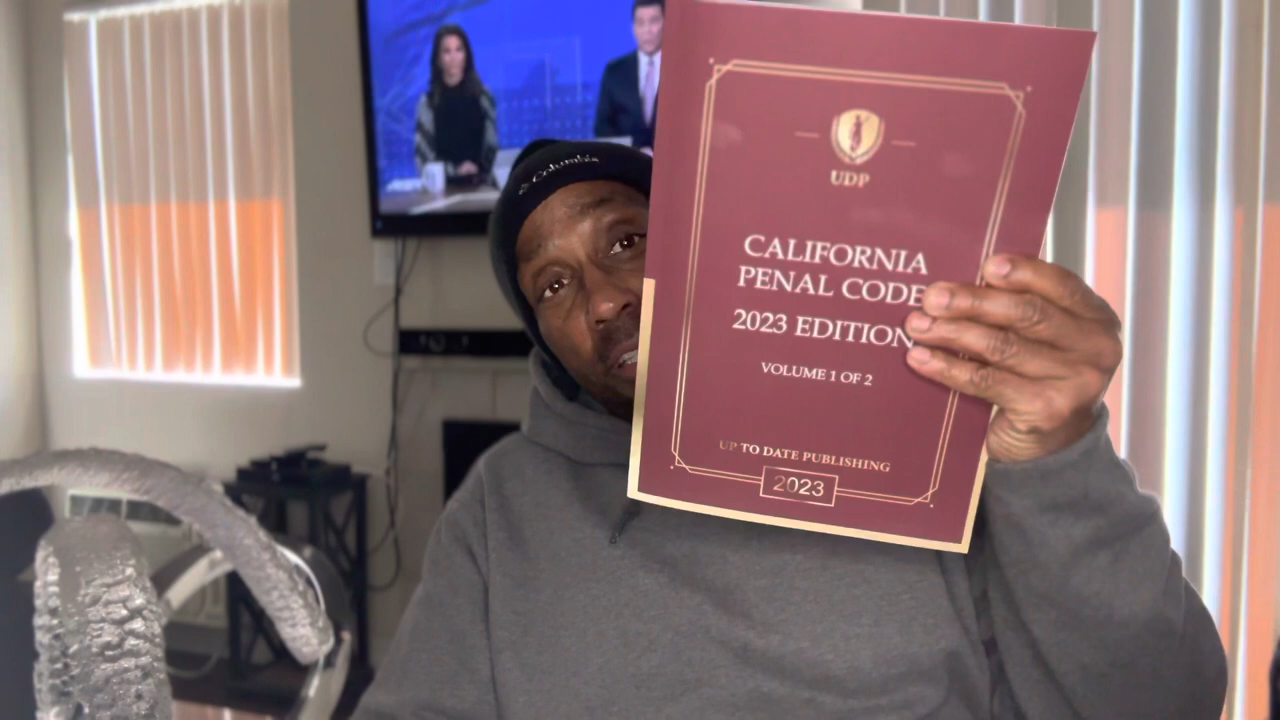 Columbia
UDP
CALIFORNIA
PENAL CODE
2023 EDITION
VOLUME 1 OF 2
UP TO DATE PUBLISHING
2023